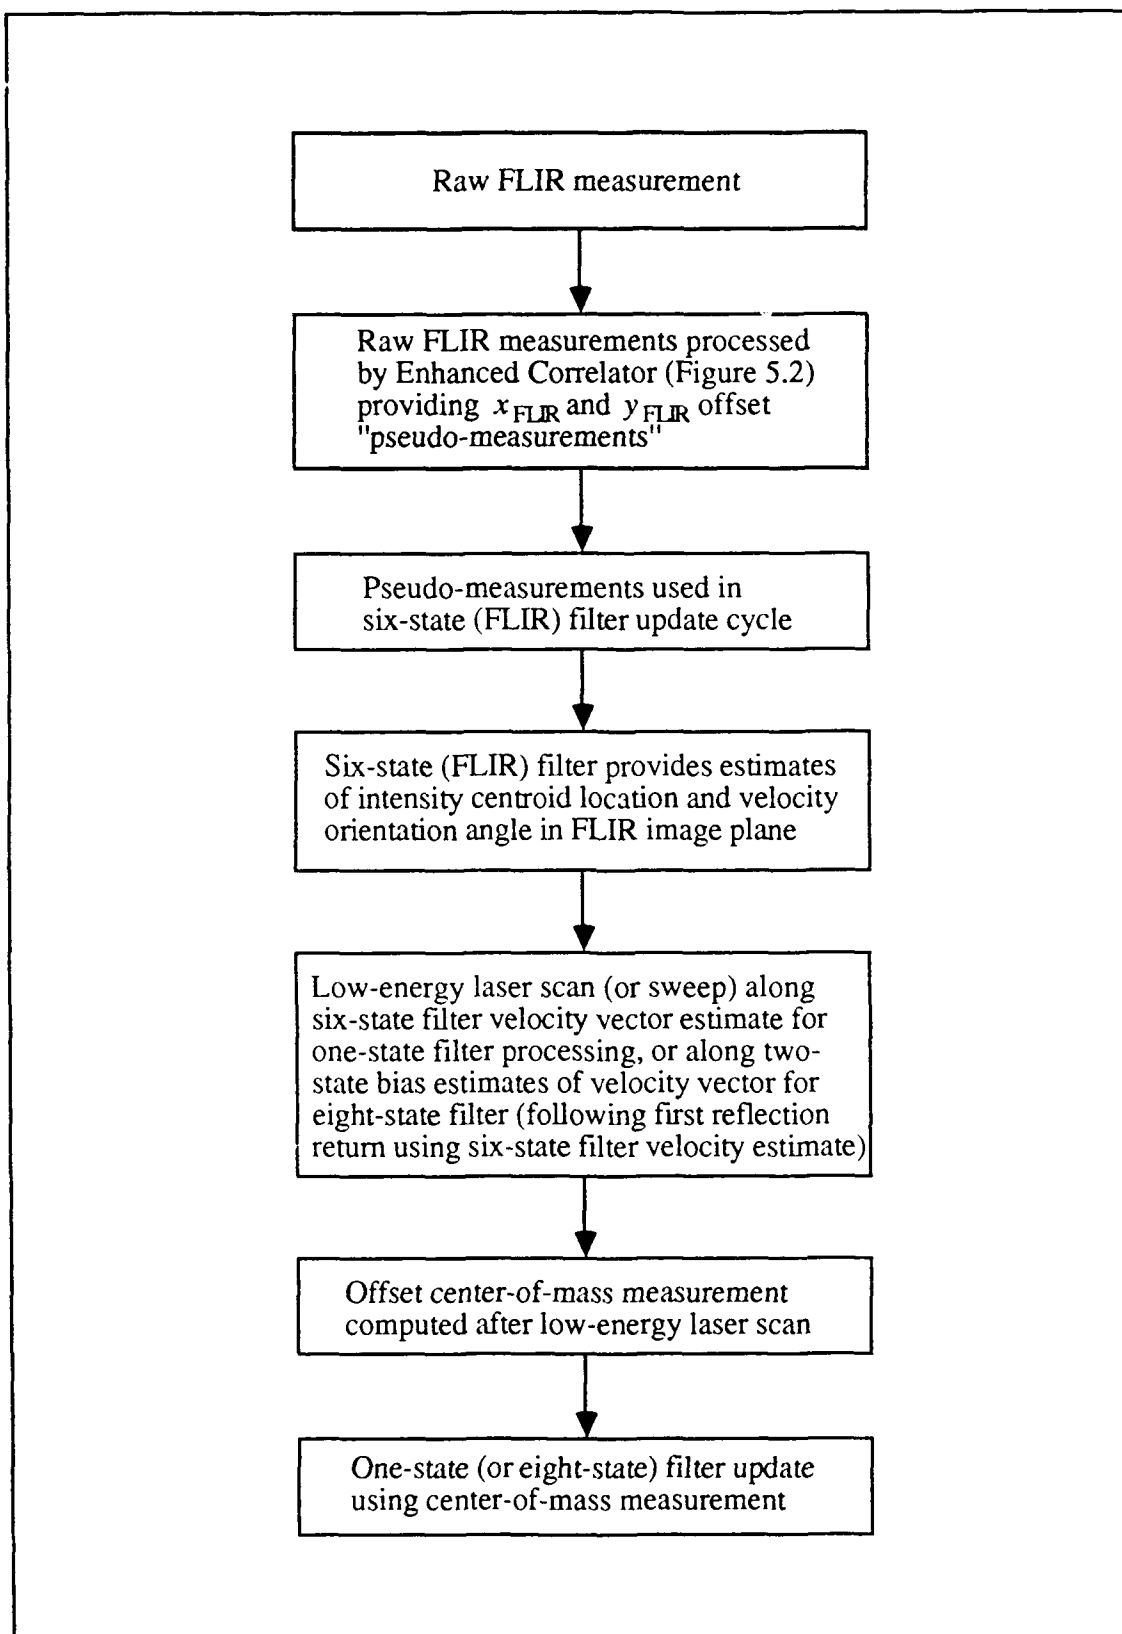 Raw FLIR measurement
Raw FLIR measurements processed
by Enhanced Correlator (Figure 5.2)
providing x FLIR and y FLIR offset
"pseudo-measurements"
Pseudo-measurements used in
six-state (FLIR) filter update cycle
Six-state (FLIR) filter provides estimates
of intensity centroid location and velocity
orientation angle in FLIR image plane
Low-energy laser scan (or sweep) along
six-state filter velocity vector estimate for
one-state filter processing, or along two-
state bias estimates of velocity vector for
eight-state filter (following first reflection
return using six-state filter velocity estimate)
Offset center-of-mass measurement
computed after low-energy laser scan
One-state (or eight-state) filter update
using center-of-mass measurement